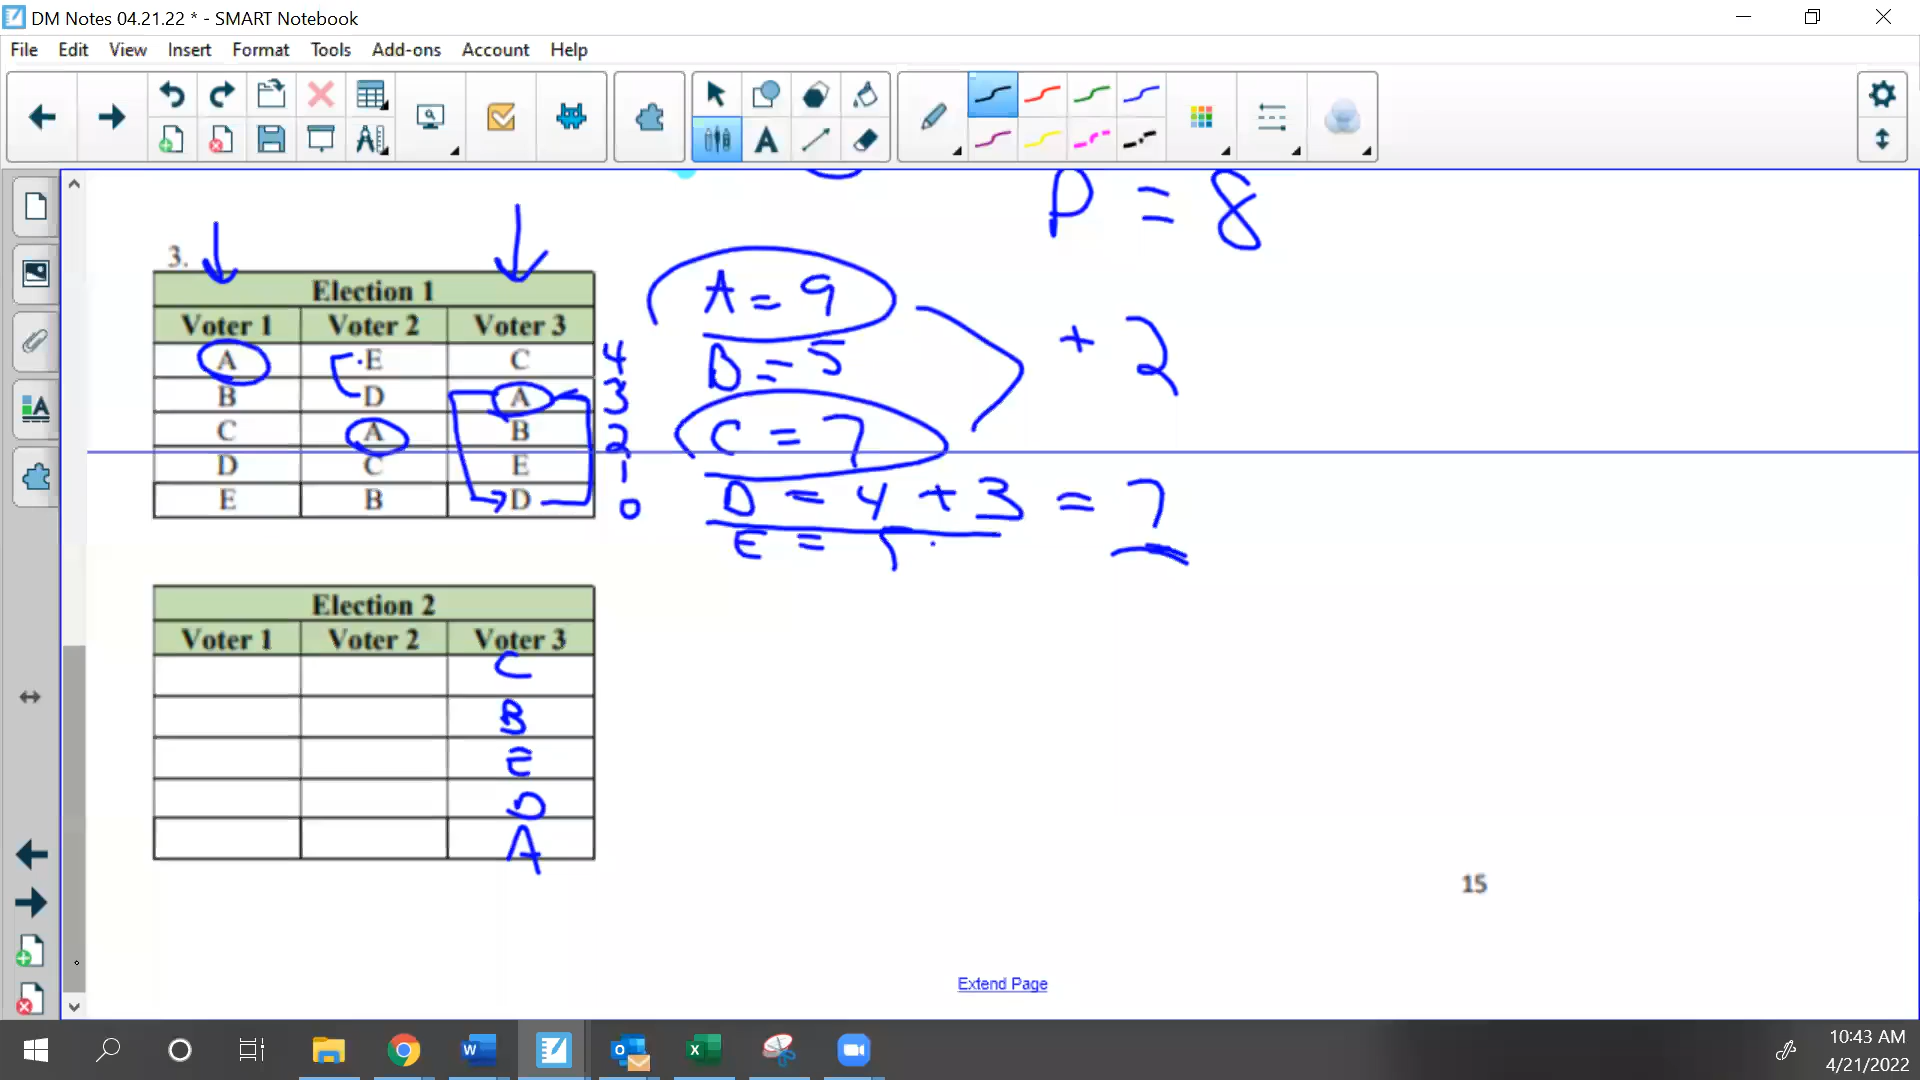 DM Notes 04.21.22 * - SMART Notebook
File Edit View Insert Format Tools Add-ons Account Help
P = 8
3.
Election 1
Voter 1 Voter 2 Voter 3
A E C 4
B D A 3
C A B 2
D C E 1
E B D 0
A = 9
B = 5
C = 7
D = 4 + 3 = 7
E =
+ 2
Election 2
Voter 1 Voter 2 Voter 3
C
B
E
D
A
15
Extend Page
10:43 AM
4/21/2022